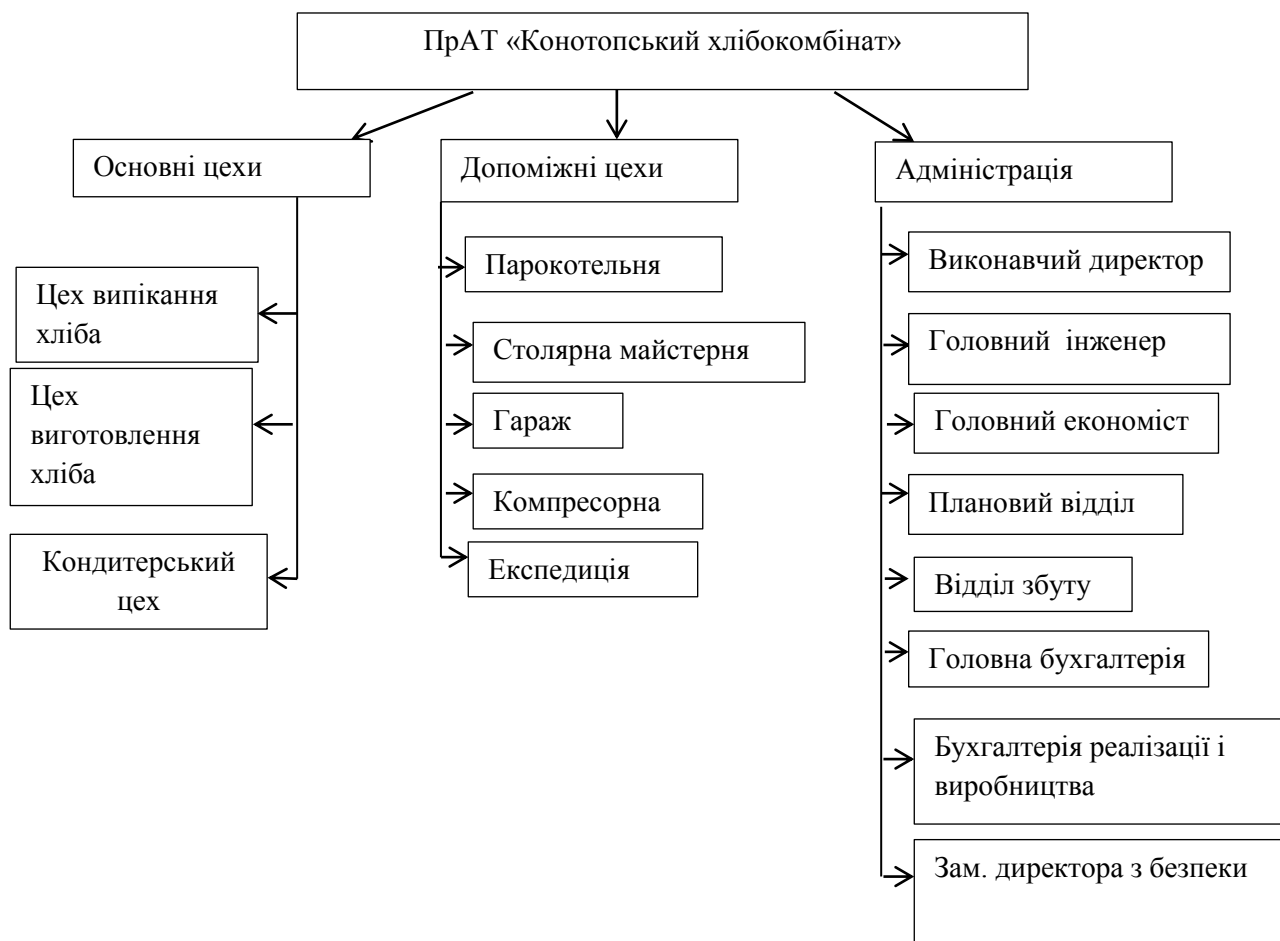 ПрАТ «Конотопський хлібокомбінат»
Основні цехи
Цех випікання
хліба
Цех
виготовлення
хліба
Кондитерський
цех
Допоміжні цехи
Парокотельня
Столярна майстерня
Гараж
Компресорна
Експедиція
Адміністрація
Виконавчий директор
Головний інженер
Головний економіст
Плановий відділ
Відділ збуту
Головна бухгалтерія
Бухгалтерія реалізації і
виробництва
Зам. директора з безпеки